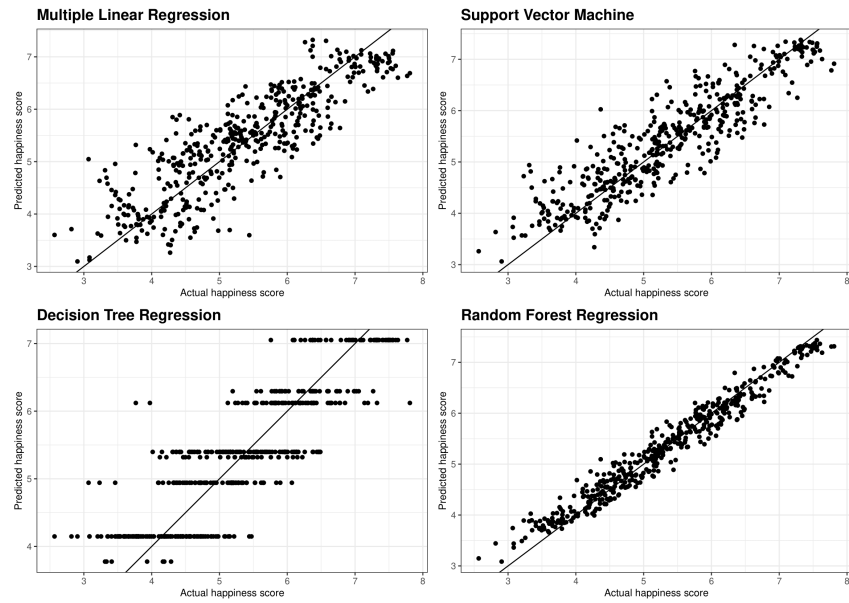 Multiple Linear Regression
Predicted happiness score
7
6
5
4
3
3 4 5 6 7 8
Actual happiness score
Support Vector Machine
Predicted happiness score
7
6
5
4
3
3 4 5 6 7 8
Actual happiness score
Decision Tree Regression
Predicted happiness score
7
6
5
4
3 4 5 6 7 8
Actual happiness score
Random Forest Regression
Predicted happiness score
7
6
5
4
3
3 4 5 6 7 8
Actual happiness score